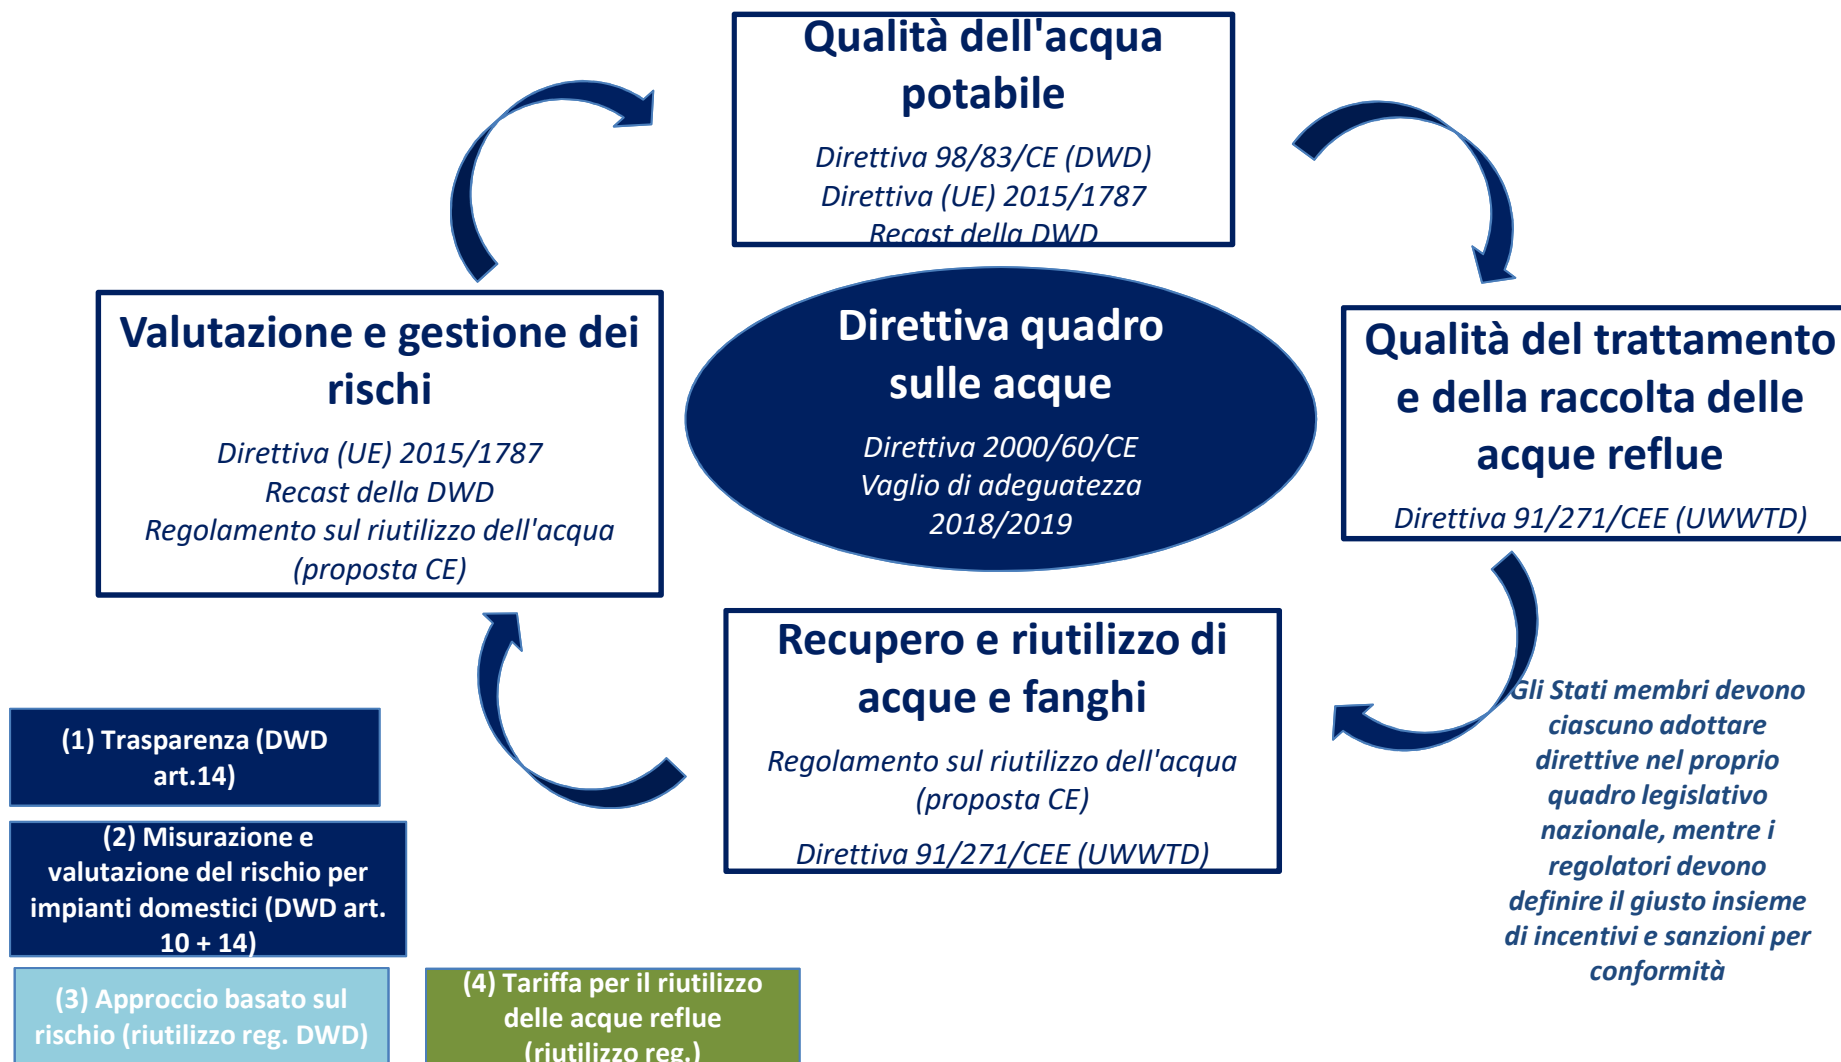 Qualità dell'acqua
potabile
Direttiva 98/83/CE (DWD)
Direttiva (UE) 2015/1787
Recast della DWD
Valutazione e gestione dei
rischi
Direttiva (UE) 2015/1787
Recast della DWD
Regolamento sul riutilizzo dell'acqua
(proposta CE)
Direttiva quadro
sulle acque
Direttiva 2000/60/CE
Vaglio di adeguatezza
2018/2019
Qualità del trattamento
e della raccolta delle
acque reflue
Direttiva 91/271/CEE (UWWTD)
Recupero e riutilizzo di
acque e fanghi
Regolamento sul riutilizzo dell'acqua
(proposta CE)
Direttiva 91/271/CEE (UWWTD)
Gli Stati membri devono
ciascuno adottare
direttive nel proprio
quadro legislativo
nazionale, mentre i
regolatori devono
definire il giusto insieme
di incentivi e sanzioni per
conformità
(1) Trasparenza (DWD
art.14)
(2) Misurazione e
valutazione del rischio per
impianti domestici (DWD art.
10 + 14)
(3) Approccio basato sul
rischio (riutilizzo reg. DWD)
(4) Tariffa per il riutilizzo
delle acque reflue
(riutilizzo reg.)